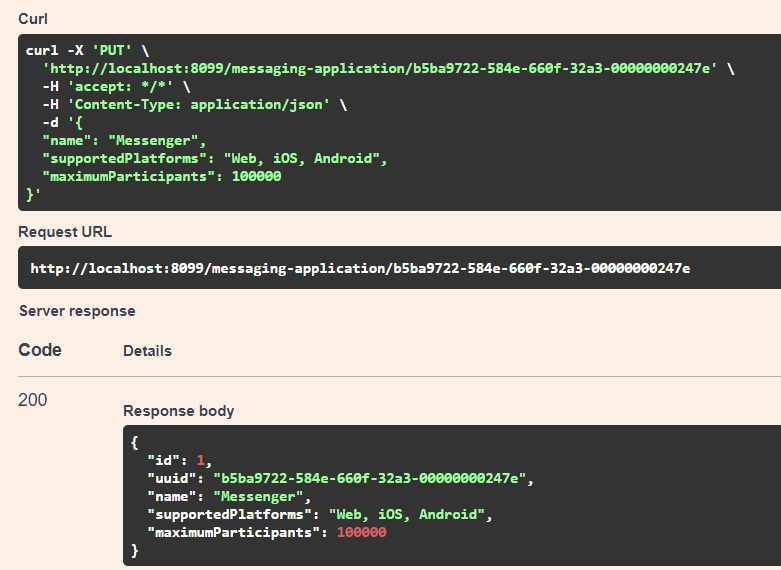 Curl
curl -X 'PUT' \
  'http://localhost:8099/messaging-application/b5ba9722-584e-660f-32a3-00000000247e' \
  -H 'accept: */*' \
  -H 'Content-Type: application/json' \
  -d '{
  "name": "Messenger",
  "supportedPlatforms": "Web, iOS, Android",
  "maximumParticipants": 100000
}'
Request URL
http://localhost:8099/messaging-application/b5ba9722-584e-660f-32a3-00000000247e
Server response
Code Details
200
Response body
{
  "id": 1,
  "uuid": "b5ba9722-584e-660f-32a3-00000000247e",
  "name": "Messenger",
  "supportedPlatforms": "Web, iOS, Android",
  "maximumParticipants": 100000
}